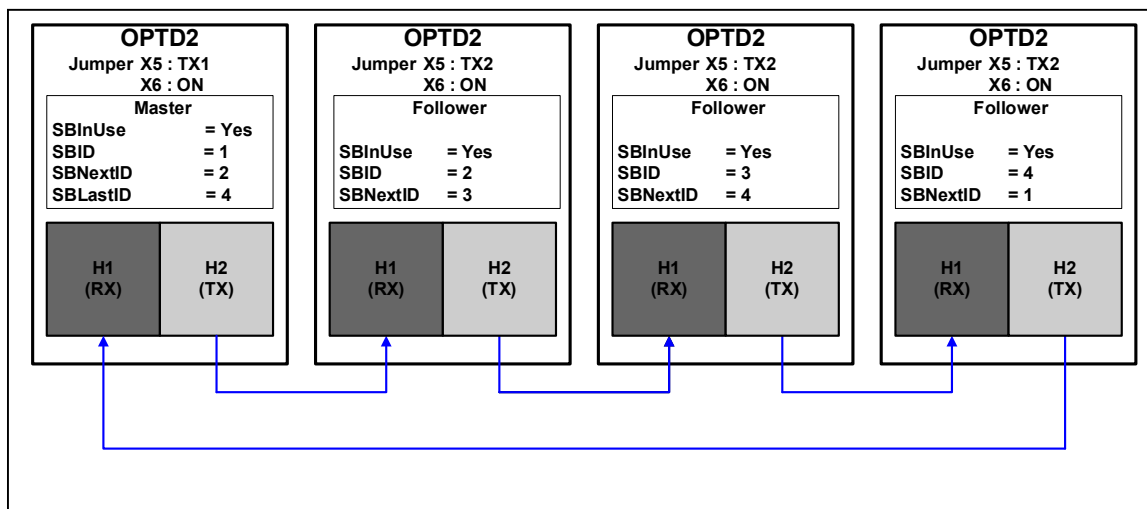 OPTD2
Jumper X5 : TX1
X6 : ON
Master
SBInUse = Yes
SBID = 1
SBNextID = 2
SBLastID = 4
H1
(RX)
H2
(TX)
OPTD2
Jumper X5 : TX2
X6 : ON
Follower
SBInUse = Yes
SBID = 2
SBNextID = 3
H1
(RX)
H2
(TX)
OPTD2
Jumper X5 : TX2
X6 : ON
Follower
SBInUse = Yes
SBID = 3
SBNextID = 4
H1
(RX)
H2
(TX)
OPTD2
Jumper X5 : TX2
X6 : ON
Follower
SBInUse = Yes
SBID = 4
SBNextID = 1
H1
(RX)
H2
(TX)